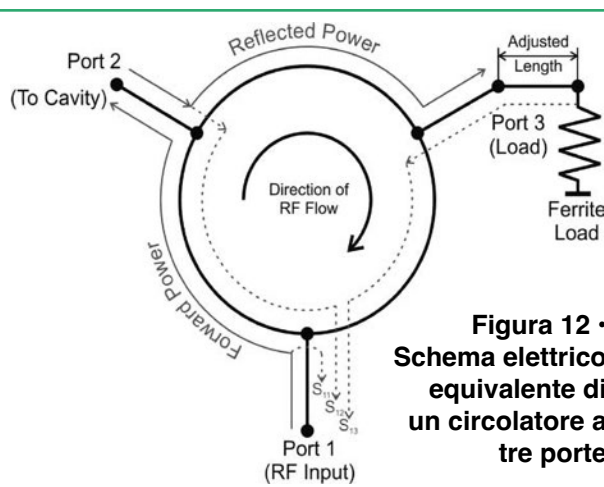 Reflected Power
Adjusted
Length
Port 2
(To Cavity)
Port 3
(Load)
Direction of
RF Flow
Ferrite
Load
Forward Power
S11
S12
S13
Port 1
(RF Input)
Figura 12 •
Schema elettrico
equivalente di
un circolatore a
tre porte